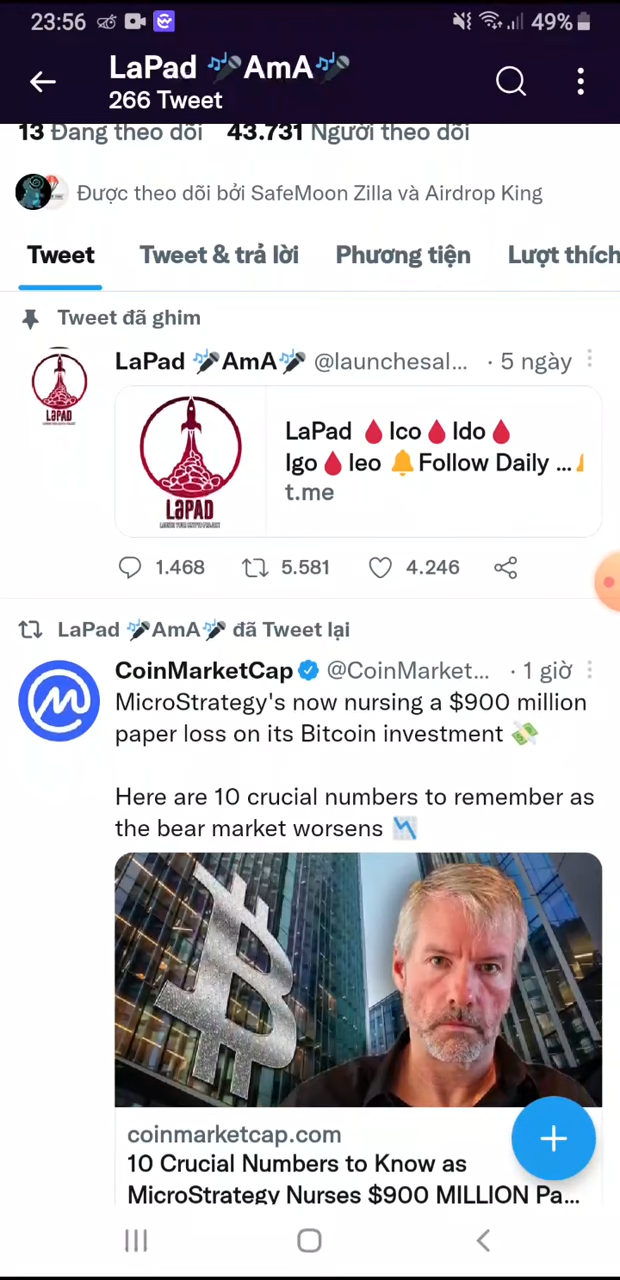 23:56 49%
LaPad 🎶🎤AmA🎶🎤
266 Tweet
13 Đang theo dõi 43.731 Người theo dõi
Được theo dõi bởi SafeMoon Zilla và Airdrop King
Tweet Tweet & trả lời Phương tiện Lượt thích
Tweet đã ghim
LaPad 🎶🎤AmA🎶🎤 @launchesal... · 5 ngày
LaPAD
LaPad 🩸Ico🩸Ido🩸
Igo🩸Ieo 🔔Follow Daily ...
t.me
LaPAD
LAUNCH YOUR CRYPTO PROJECT
1.468 5.581 4.246
LaPad 🎶🎤AmA🎶🎤 đã Tweet lại
CoinMarketCap @CoinMarket... · 1 giờ
MicroStrategy's now nursing a $900 million
paper loss on its Bitcoin investment 💸
Here are 10 crucial numbers to remember as
the bear market worsens 📉
coinmarketcap.com
10 Crucial Numbers to Know as
MicroStrategy Nurses $900 MILLION Pa...